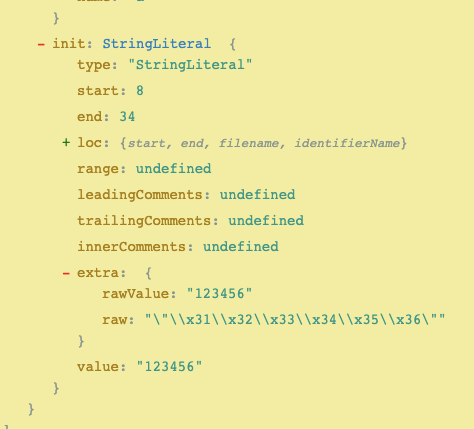 }
- init: StringLiteral {
type: "StringLiteral"
start: 8
end: 34
+ loc: {start, end, filename, identifierName}
range: undefined
leadingComments: undefined
trailingComments: undefined
innerComments: undefined
- extra: {
rawValue: "123456"
raw: "\"\\x31\\x32\\x33\\x34\\x35\\x36\""
}
value: "123456"
}
}